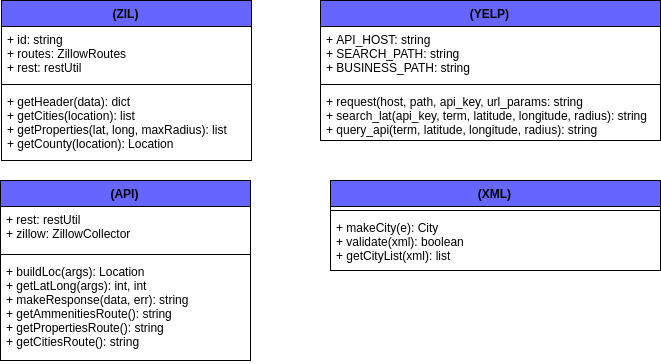 (ZIL)
+ id: string
+ routes: ZillowRoutes
+ rest: restUtil
+ getHeader(data): dict
+ getCities(location): list
+ getProperties(lat, long, maxRadius): list
+ getCounty(location): Location
(YELP)
+ API_HOST: string
+ SEARCH_PATH: string
+ BUSINESS_PATH: string
+ request(host, path, api_key, url_params: string
+ search_lat(api_key, term, latitude, longitude, radius): string
+ query_api(term, latitude, longitude, radius): string
(API)
+ rest: restUtil
+ zillow: ZillowCollector
+ buildLoc(args): Location
+ getLatLong(args): int, int
+ makeResponse(data, err): string
+ getAmmenitiesRoute(): string
+ getPropertiesRoute(): string
+ getCitiesRoute(): string
(XML)
+ makeCity(e): City
+ validate(xml): boolean
+ getCityList(xml): list